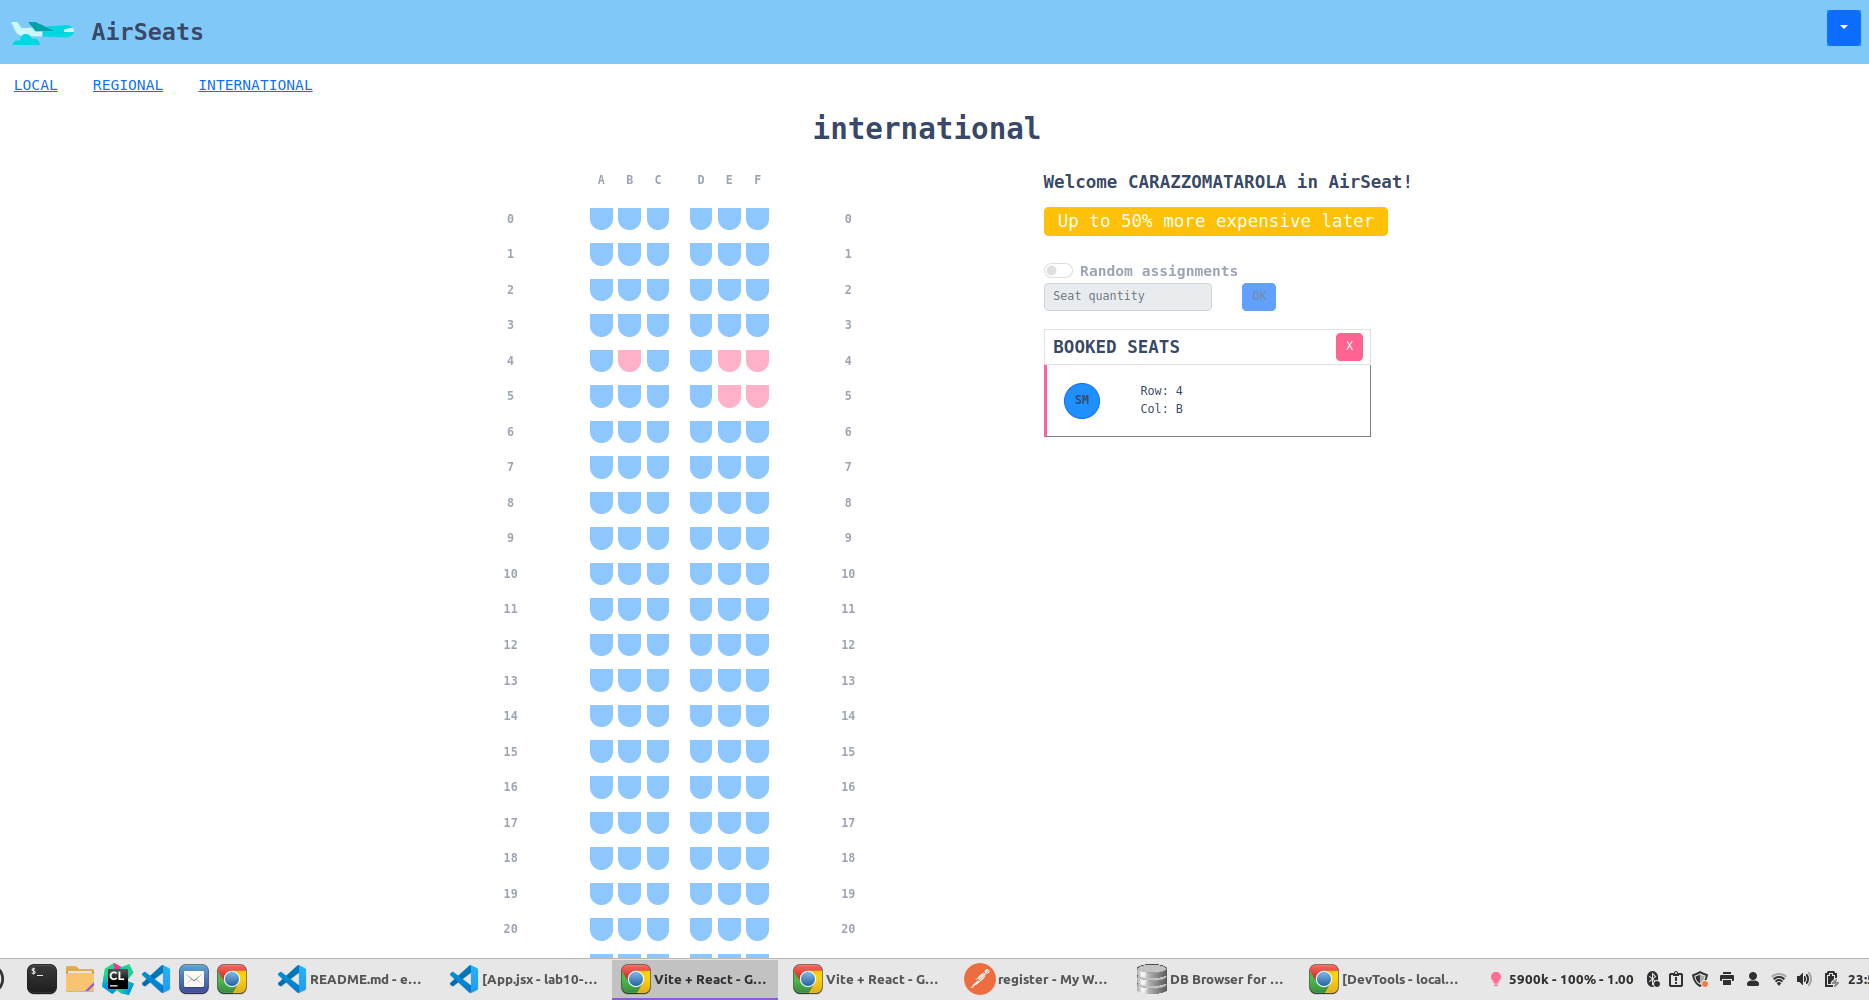 AirSeats
LOCAL REGIONAL INTERNATIONAL
international
A B C D E F
Welcome CARAZZOMATAROLA in AirSeat!
Up to 50% more expensive later
Random assignments
Seat quantity OK
BOOKED SEATS X
SM
Row: 4
Col: B
0 0
1 1
2 2
3 3
4 4
5 5
6 6
7 7
8 8
9 9
10 10
11 11
12 12
13 13
14 14
15 15
16 16
17 17
18 18
19 19
20 20
$_ CL README.md - e... [App.jsx - lab10-... Vite + React - G... Vite + React - G... register - My W... DB Browser for ... [DevTools - local... 5900k - 100% - 1.00